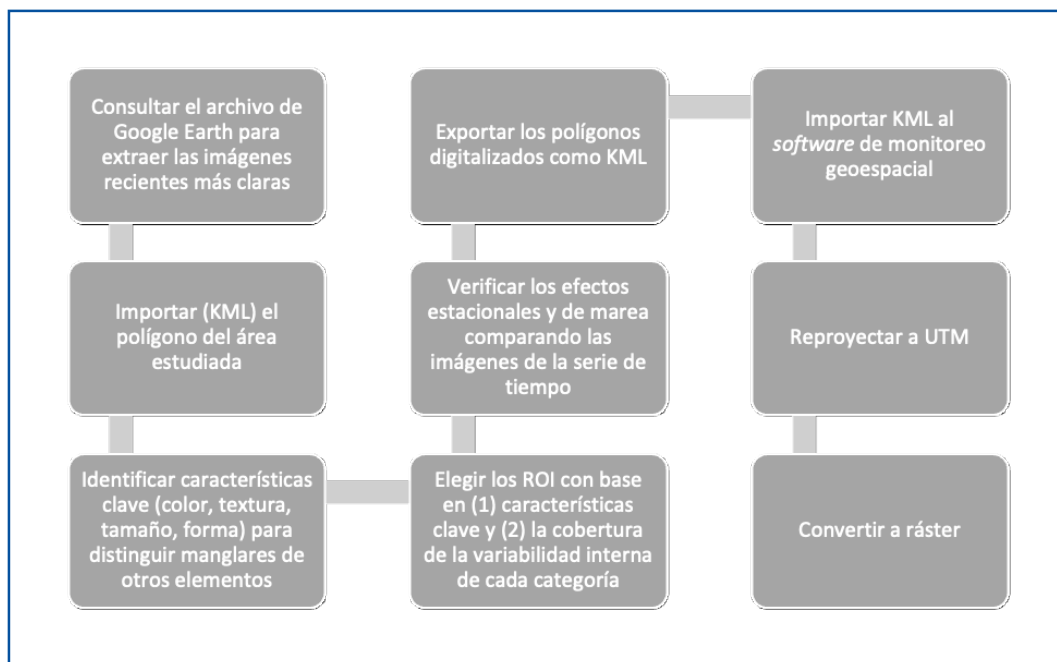 Consultar el archivo de
Google Earth para
extraer las imágenes
recientes más claras
Importar (KML) el
polígono del área
estudiada
Identificar características
clave (color, textura,
tamaño, forma) para
distinguir manglares de
otros elementos
Elegir los ROI con base
en (1) características
clave y (2) la cobertura
de la variabilidad interna
de cada categoría
Verificar los efectos
estacionales y de marea
comparando las
imágenes de la serie de
tiempo
Exportar los polígonos
digitalizados como KML
Importar KML al
software de monitoreo
geoespacial
Reproyectar a UTM
Convertir a ráster